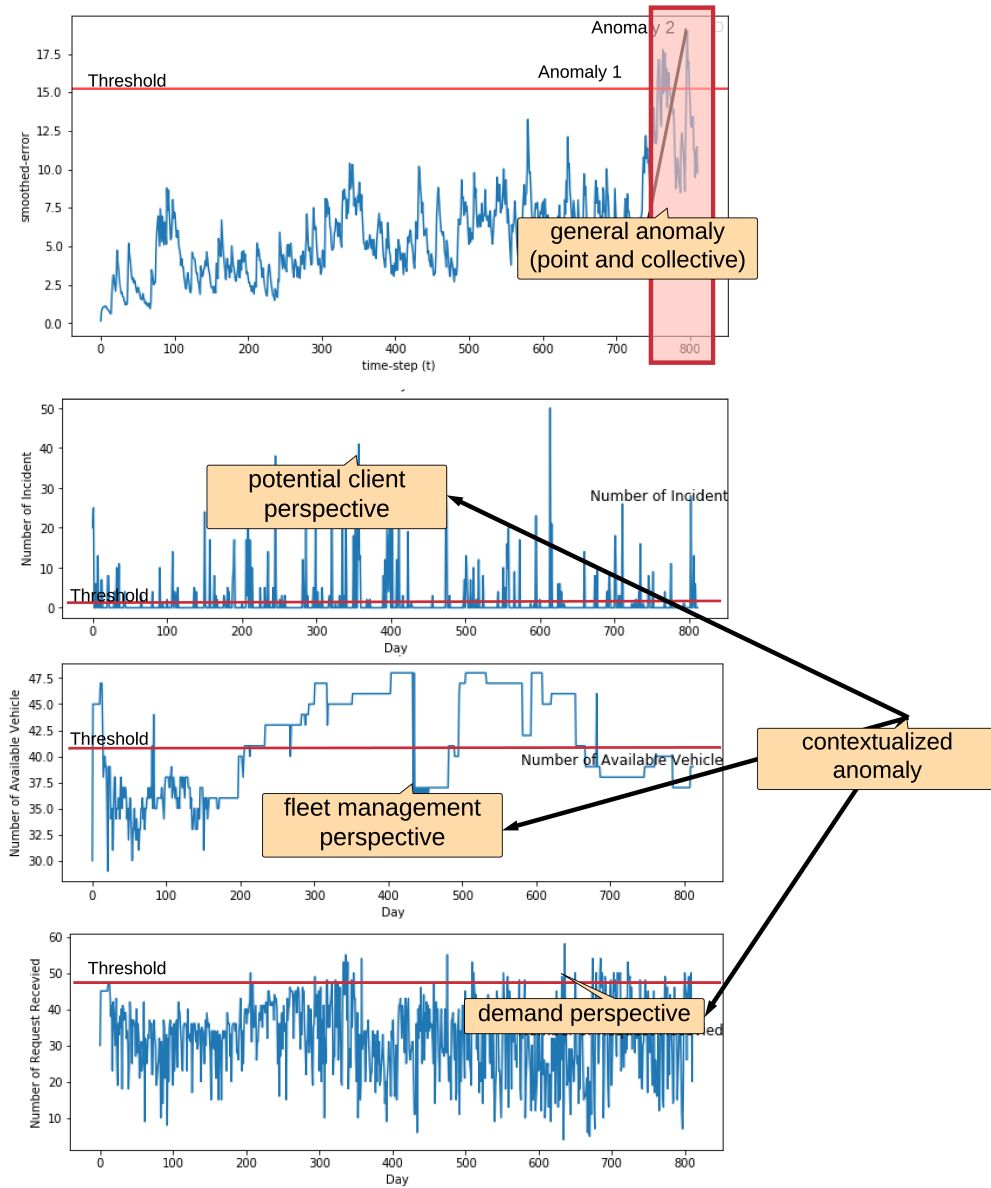 Anomaly 2
17.5
Threshold
Anomaly 1
15.0
12.5
10.0
7.5
5.0
2.5
0.0
smoothed-error
general anomaly
(point and collective)
0 100 200 300 400 500 600 700 800
time-step (t)
50
40
30
20
10
0
Number of Incident
potential client
perspective
Number of Incident
Threshold
0 100 200 300 400 500 600 700 800
Day
47.5
45.0
42.5
40.0
37.5
35.0
32.5
30.0
Number of Available Vehicle
Threshold
Number of Available Vehicle
contextualized
anomaly
fleet management
perspective
0 100 200 300 400 500 600 700 800
Day
60
50
40
30
20
10
Number of Request Recevied
Threshold
demand perspective
0 100 200 300 400 500 600 700 800
Day